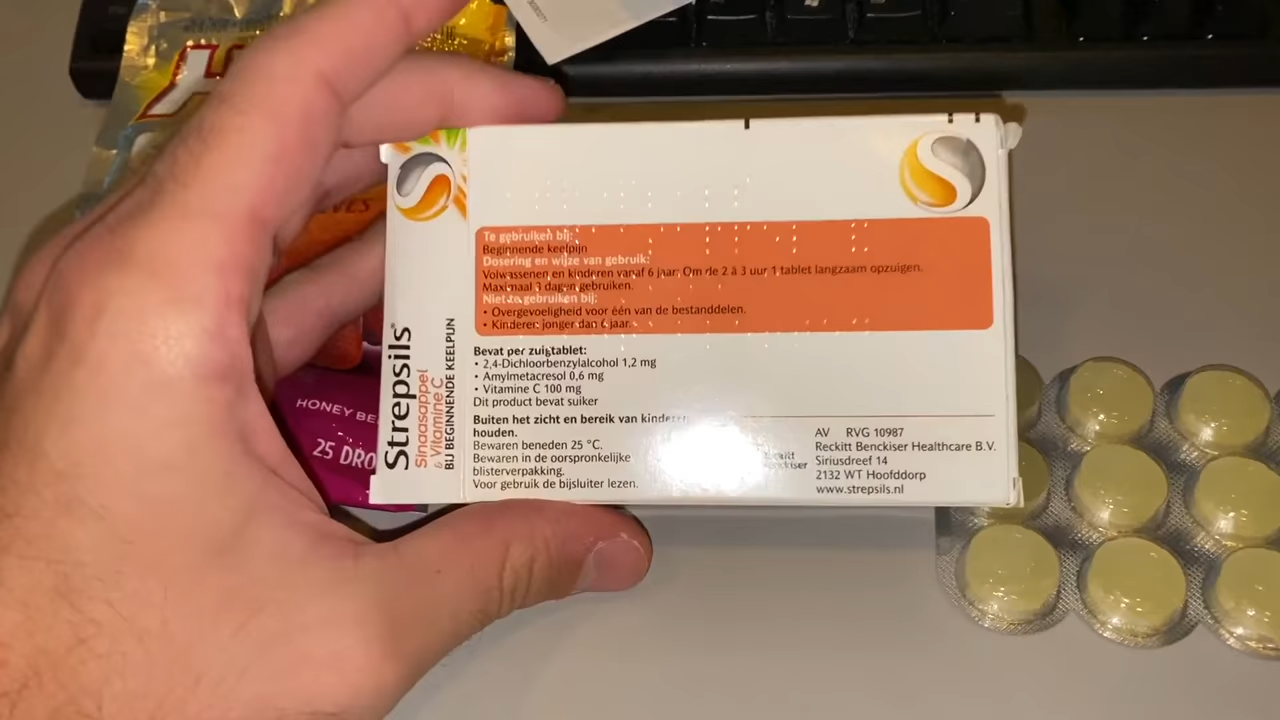 Strepsils®
Sinaasappel
& Vitamine C
BIJ BEGINNENDE KEELPIJN
Te gebruiken bij:
Beginnende keelpijn
Dosering en wijze van gebruik:
Volwassenen en kinderen vanaf 6 jaar: Om de 2 à 3 uur 1 tablet langzaam opzuigen.
Maximaal 3 dagen gebruiken.
Niet te gebruiken bij:
• Overgevoeligheid voor één van de bestanddelen.
• Kinderen jonger dan 6 jaar.
Bevat per zuigtablet:
• 2,4-Dichloorbenzylalcohol 1,2 mg
• Amylmetacresol 0,6 mg
• Vitamine C 100 mg
Dit product bevat suiker
Buiten het zicht en bereik van kinderen
houden.
Bewaren beneden 25 °C.
Bewaren in de oorspronkelijke
blisterverpakking.
Voor gebruik de bijsluiter lezen.
AV RVG 10987
Reckitt Benckiser Healthcare B.V.
Siriusdreef 14
2132 WT Hoofddorp
www.strepsils.nl
HONEY BE
25 DRO